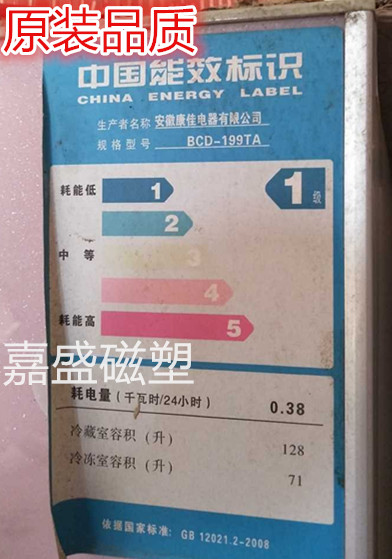 原装品质
中国能效标识
CHINA ENERGY LABEL
生产者名称 安徽康佳电器有限公司
规格型号 BCD-199TA
耗能低 1 1级
2
中等 3
4
耗能高 5
嘉盛磁塑
耗电量（千瓦时/24小时） 0.38
冷藏室容积（升） 128
冷冻室容积（升） 71
依据国家标准：GB 12021.2-2008